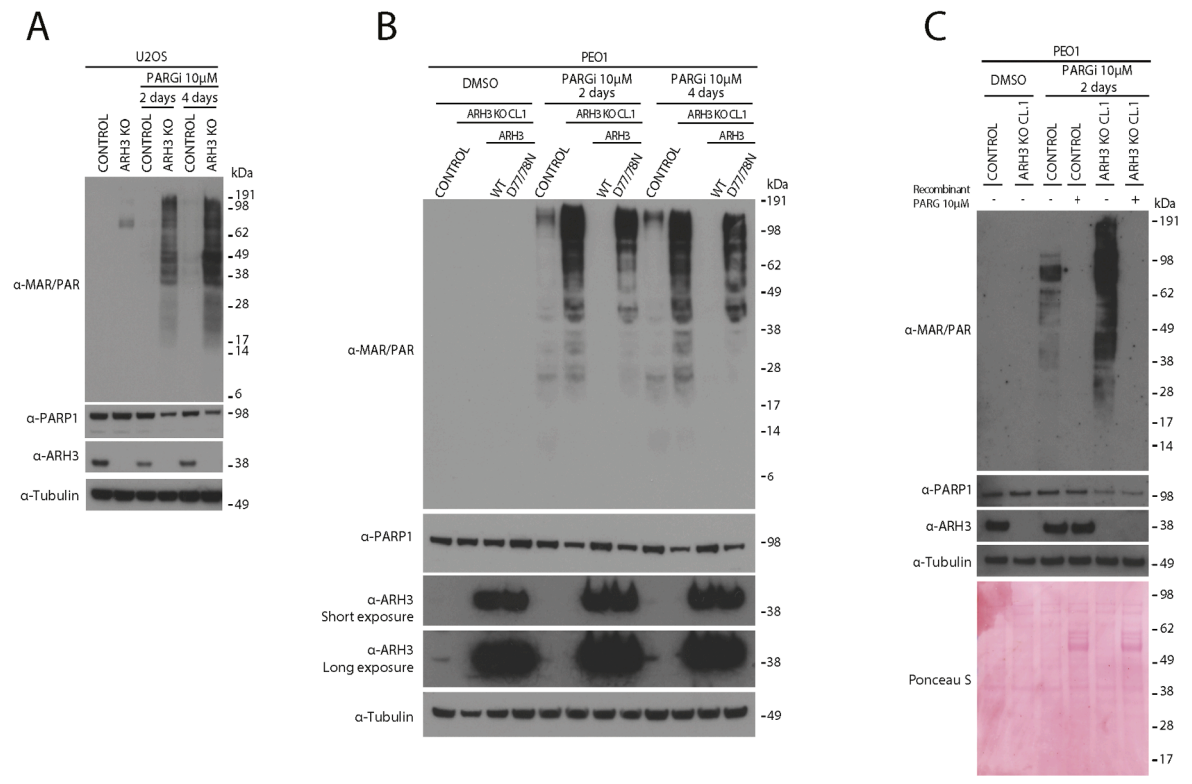 A
U2OS
PARGi 10µM
2 days 4 days
CONTROL
ARH3 KO
CONTROL
ARH3 KO
CONTROL
ARH3 KO
kDa
191
98
62
49
38
28
17
14
6
α-MAR/PAR
α-PARP1
98
α-ARH3
38
α-Tubulin
49
B
PEO1
DMSO
PARGi 10µM
2 days
PARGi 10µM
4 days
ARH3 KO CL.1 ARH3 KO CL.1 ARH3 KO CL.1
ARH3 ARH3 ARH3
CONTROL
WT
D77/78N
CONTROL
WT
D77/78N
CONTROL
WT
D77/78N
kDa
191
98
62
49
38
28
17
14
6
α-MAR/PAR
α-PARP1
98
α-ARH3
Short exposure
38
α-ARH3
Long exposure
38
α-Tubulin
49
C
PEO1
DMSO
PARGi 10µM
2 days
CONTROL
ARH3 KO CL.1
CONTROL
CONTROL
ARH3 KO CL.1
ARH3 KO CL.1
Recombinant
PARG 10µM
- - - + - +
kDa
191
98
62
49
38
28
17
14
α-MAR/PAR
α-PARP1
98
α-ARH3
38
α-Tubulin
49
Ponceau S
98
62
49
38
28
17